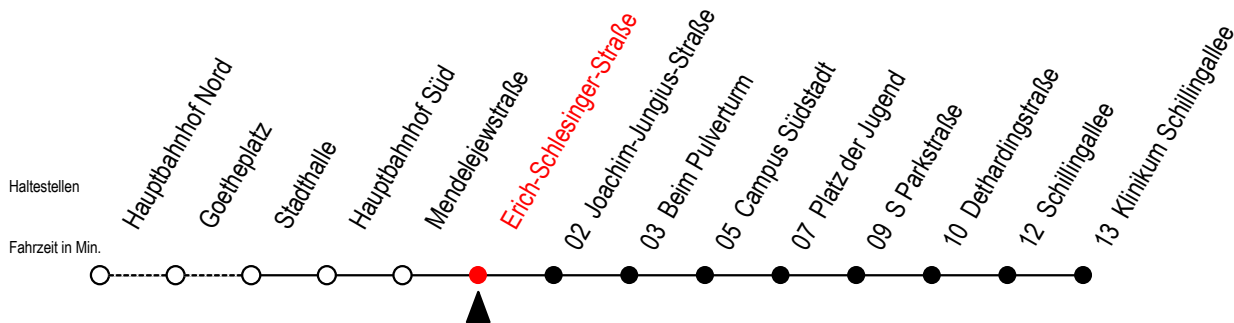 Haltestellen
Fahrzeit in Min.
Hauptbahnhof Nord
Goetheplatz
Stadthalle
Hauptbahnhof Süd
Mendelejewstraße
Erich-Schlesinger-Straße
02 Joachim-Jungius-Straße
03 Beim Pulverturm
05 Campus Südstadt
07 Platz der Jugend
09 S Parkstraße
10 Dethardingstraße
12 Schillingallee
13 Klinikum Schillingallee